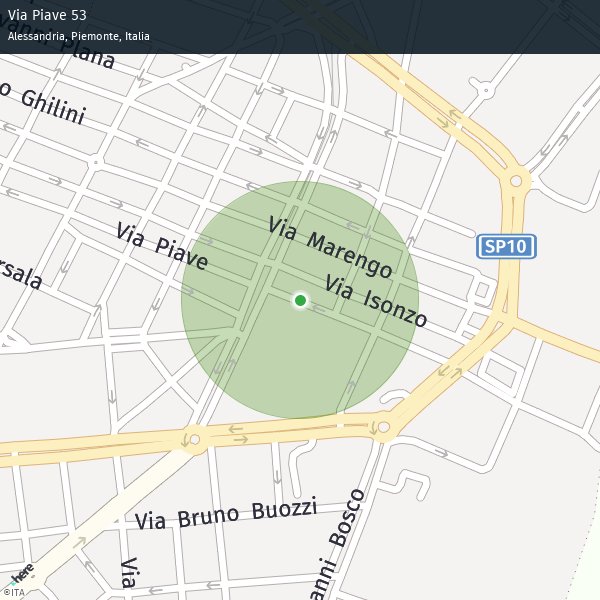 Via Piave 53
Alessandria, Piemonte, Italia
vanni Plana
o Ghilini
SP10
Via Marengo
Via Piave
rsala
Via Isonzo
Via Bruno Buozzi
anni Bosco
Via
here
©ITA